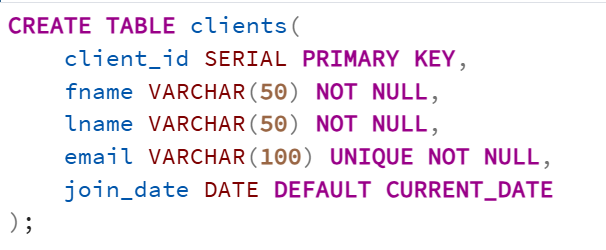 CREATE TABLE clients(
    client_id SERIAL PRIMARY KEY,
    fname VARCHAR(50) NOT NULL,
    lname VARCHAR(50) NOT NULL,
    email VARCHAR(100) UNIQUE NOT NULL,
    join_date DATE DEFAULT CURRENT_DATE
);